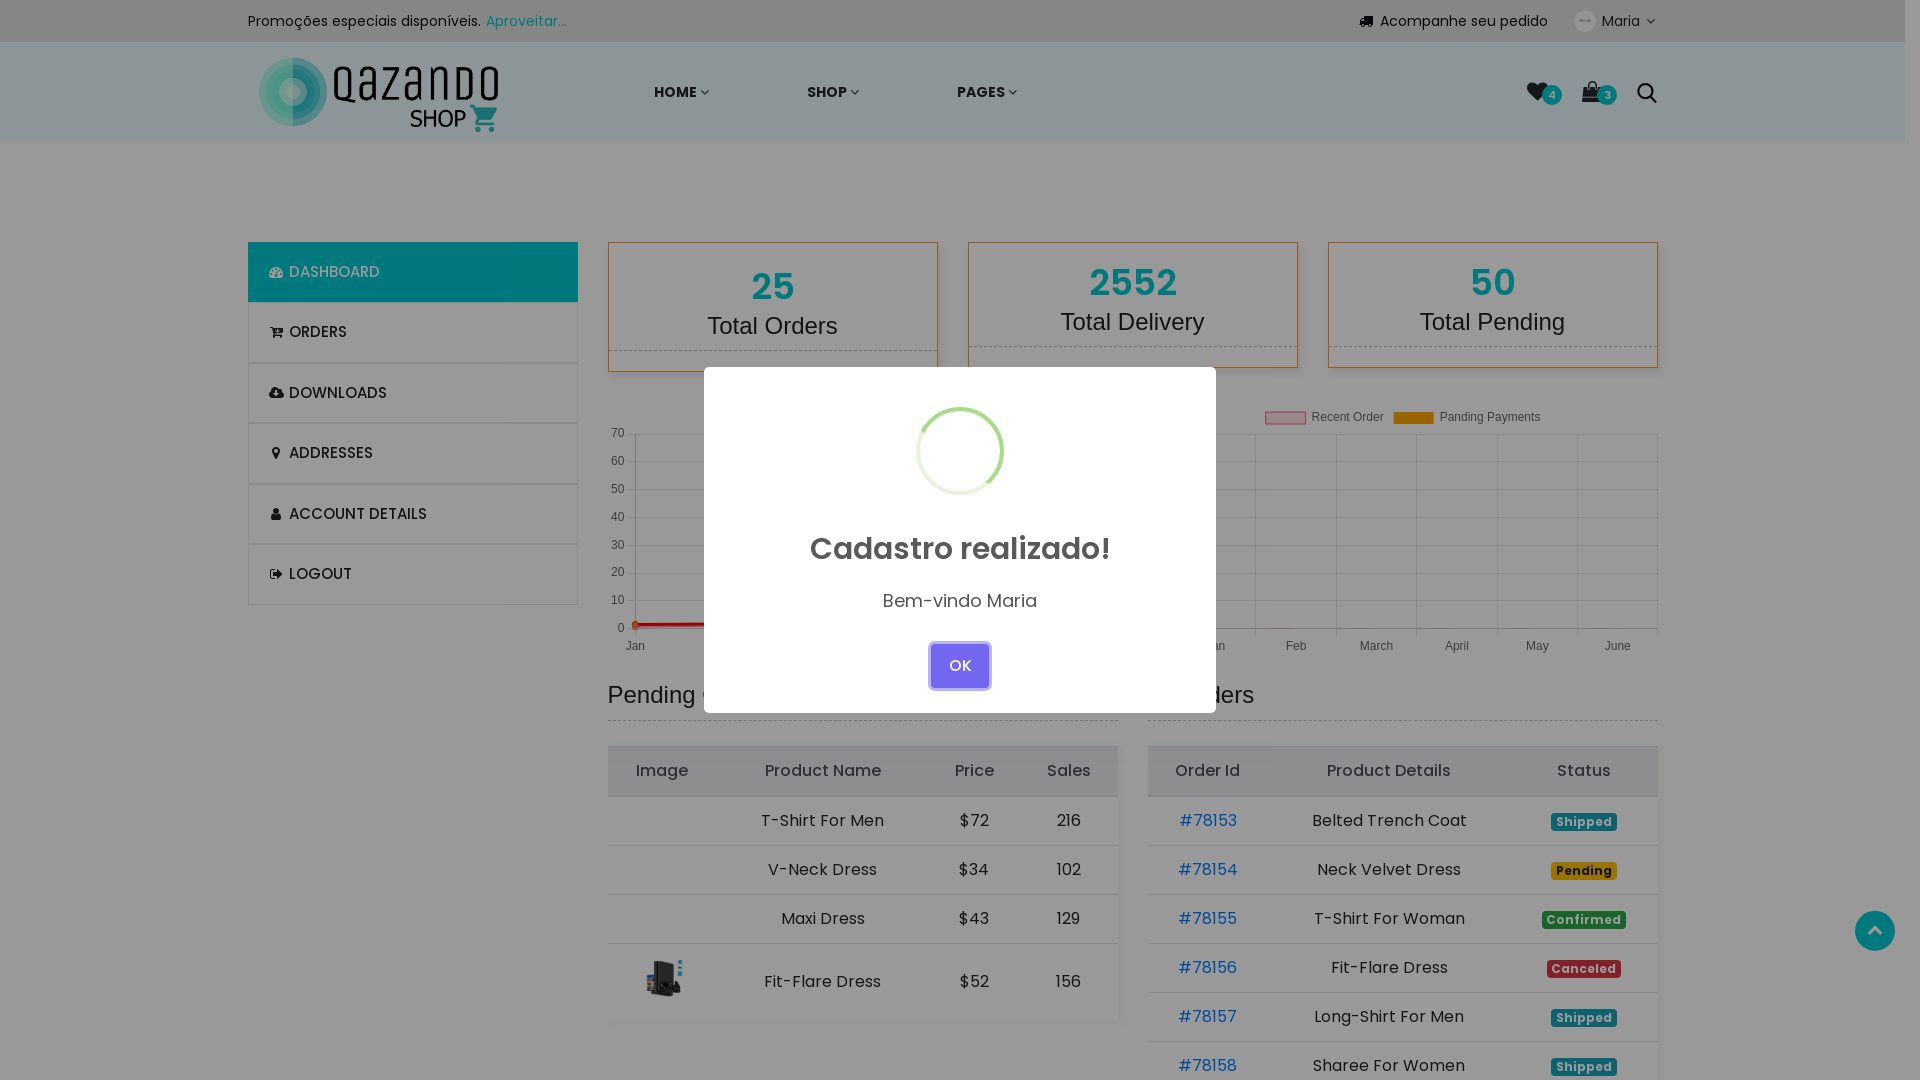 Promoções especiais disponíveis. Aproveitar...
Acompanhe seu pedido
Maria
Qazando
SHOP
HOME
SHOP
PAGES
4
3
DASHBOARD
ORDERS
DOWNLOADS
ADDRESSES
ACCOUNT DETAILS
LOGOUT
25
Total Orders
2552
Total Delivery
50
Total Pending
Recent Order
Panding Payments
70
60
50
40
30
20
10
0
Jan
Feb
March
April
May
June
Cadastro realizado!
Bem-vindo Maria
OK
Pending
Image Product Name Price Sales
T-Shirt For Men $72 216
V-Neck Dress $34 102
Maxi Dress $43 129
Fit-Flare Dress $52 156
Order Id Product Details Status
#78153 Belted Trench Coat Shipped
#78154 Neck Velvet Dress Pending
#78155 T-Shirt For Woman Confirmed
#78156 Fit-Flare Dress Canceled
#78157 Long-Shirt For Men Shipped
#78158 Sharee For Women Shipped